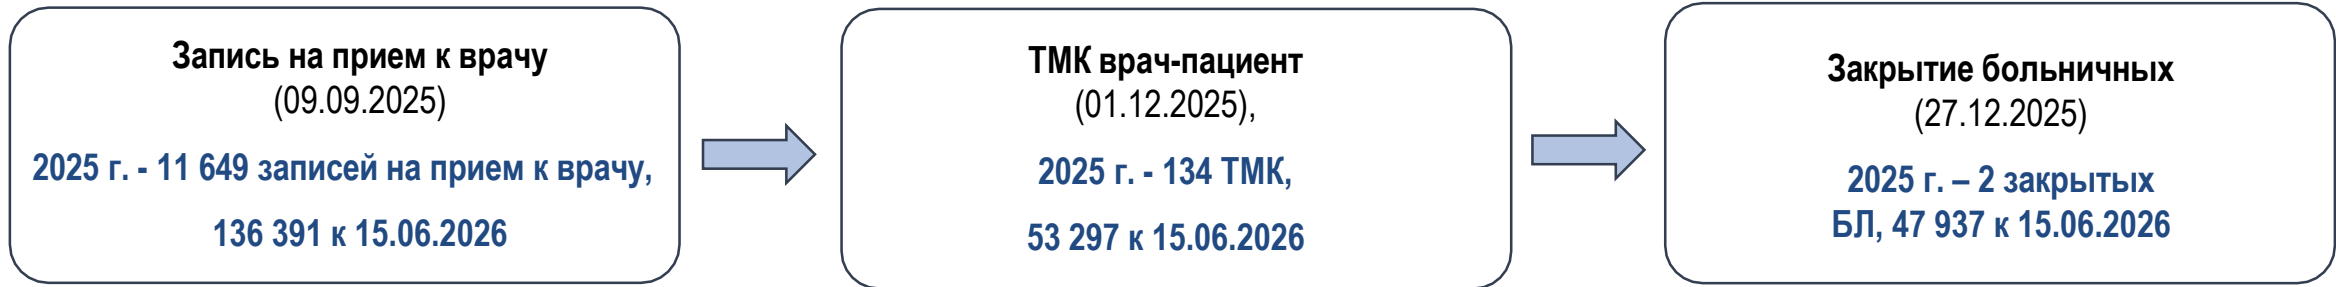 Запись на прием к врачу
(09.09.2025)
2025 г. - 11 649 записей на прием к врачу,
136 391 к 15.06.2026
ТМК врач-пациент
(01.12.2025),
2025 г. - 134 ТМК,
53 297 к 15.06.2026
Закрытие больничных
(27.12.2025)
2025 г. – 2 закрытых
БЛ, 47 937 к 15.06.2026